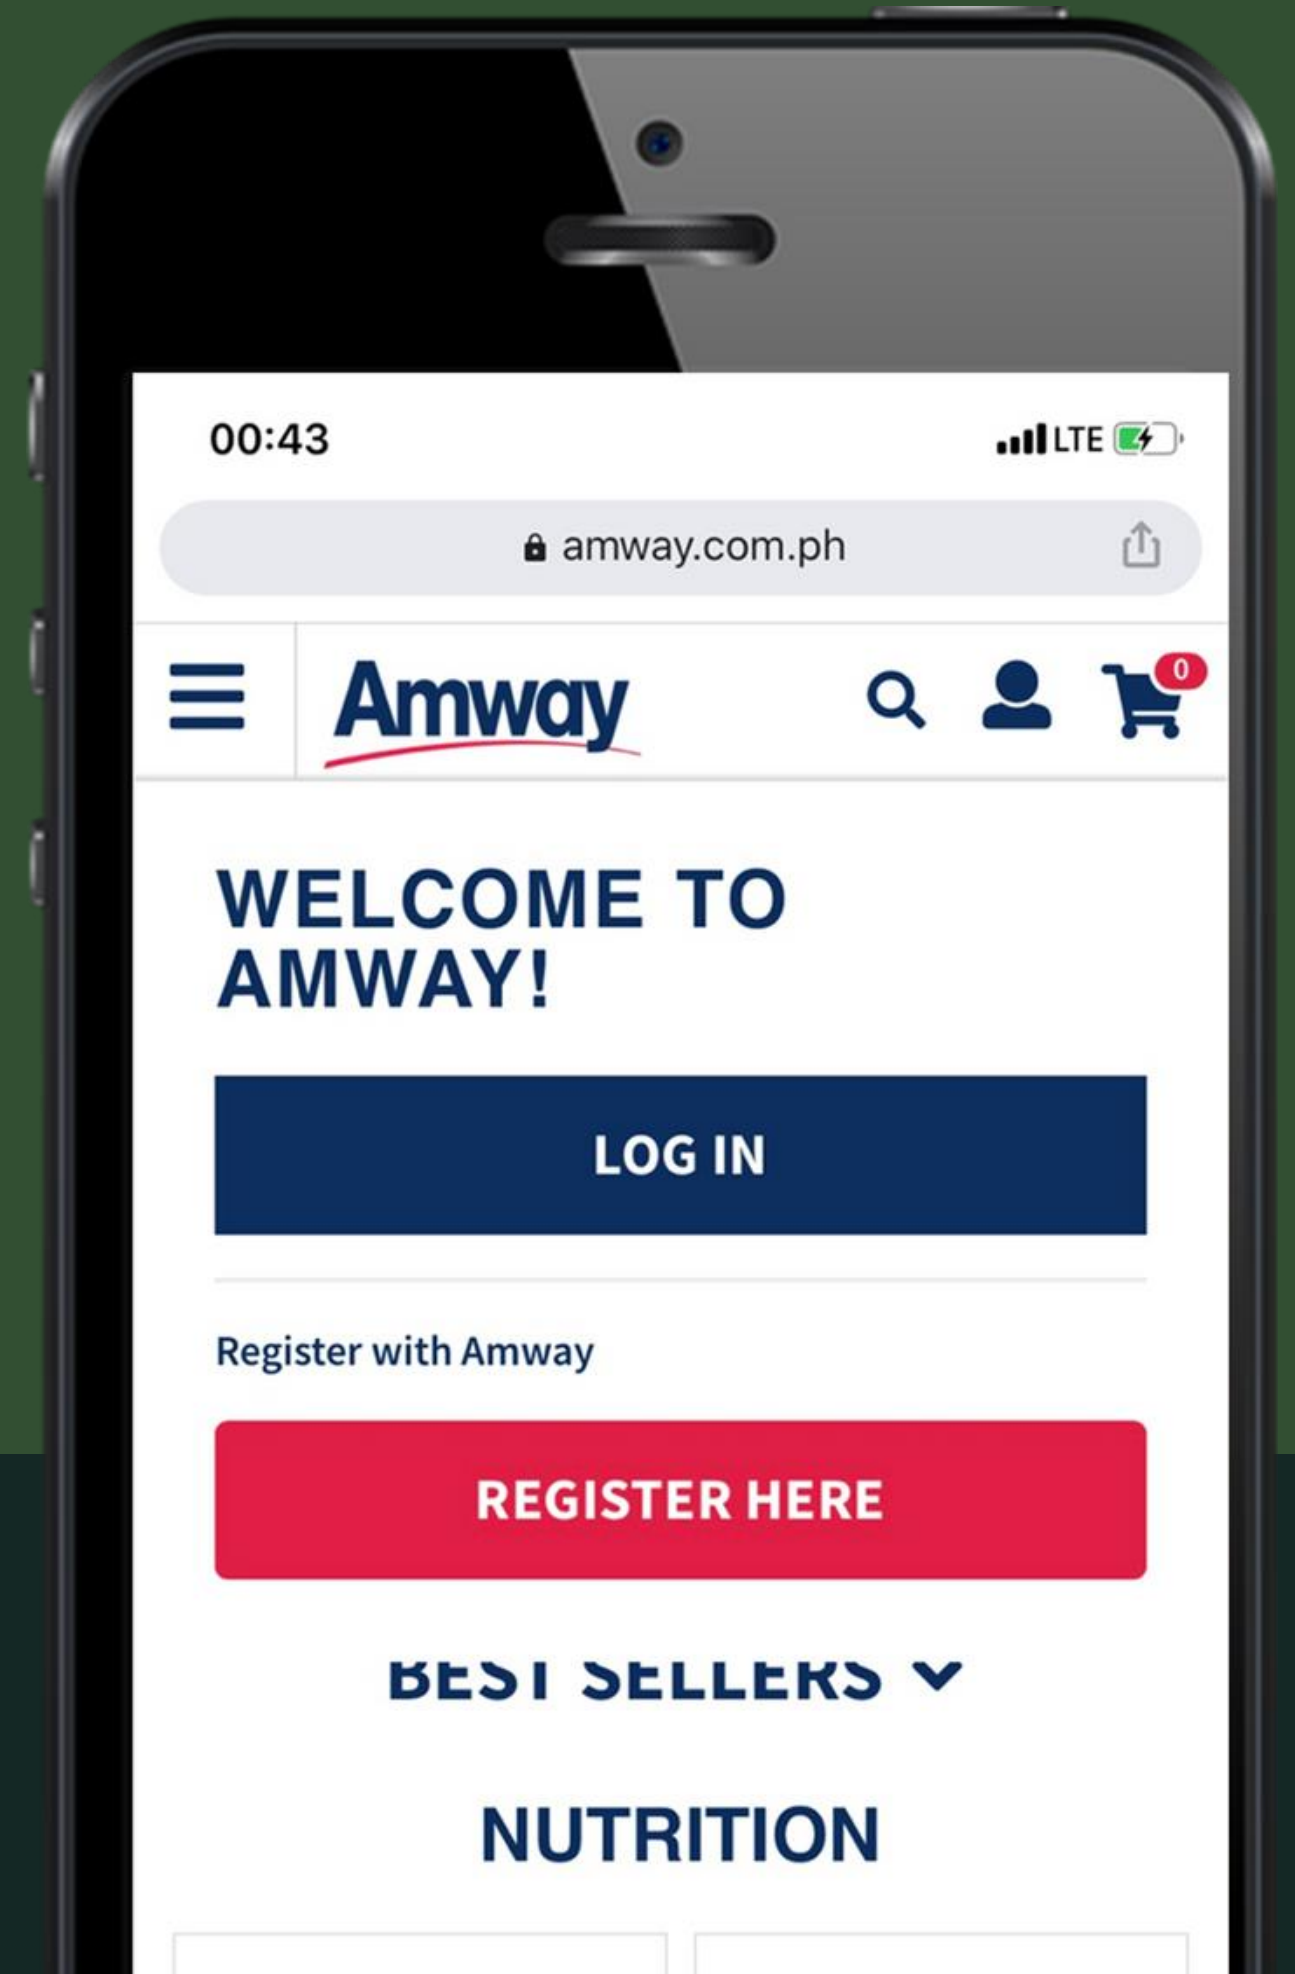 00:43
LTE
amway.com.ph
Amway
0
WELCOME TO
AMWAY!
LOG IN
Register with Amway
REGISTER HERE
BEST SELLERS
NUTRITION